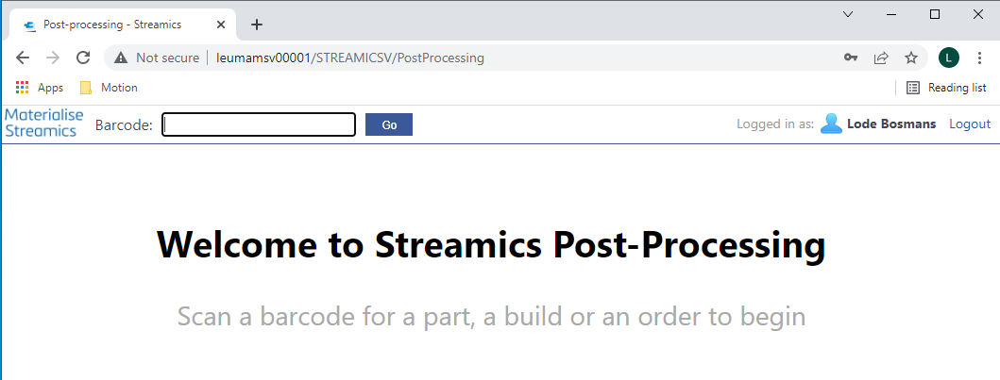 Post-processing - Streamics
Not secure | leumamsv00001/STREAMICSV/PostProcessing
L
Apps Motion Reading list
Materialise
Streamics
Barcode: Go Logged in as: Lode Bosmans Logout
Welcome to Streamics Post-Processing
Scan a barcode for a part, a build or an order to begin